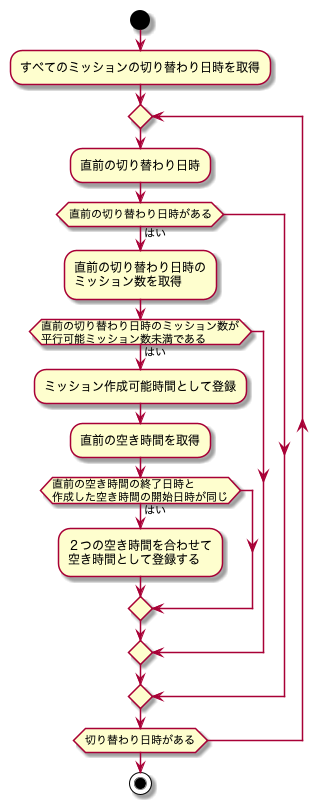 すべてのミッションの切り替わり日時を取得
直前の切り替わり日時
直前の切り替わり日時がある
はい
直前の切り替わり日時の
ミッション数を取得
直前の切り替わり日時のミッション数が
平行可能ミッション数未満である
はい
ミッション作成可能時間として登録
直前の空き時間を取得
直前の空き時間の終了日時と
作成した空き時間の開始日時が同じ
はい
２つの空き時間を合わせて
空き時間として登録する
切り替わり日時がある